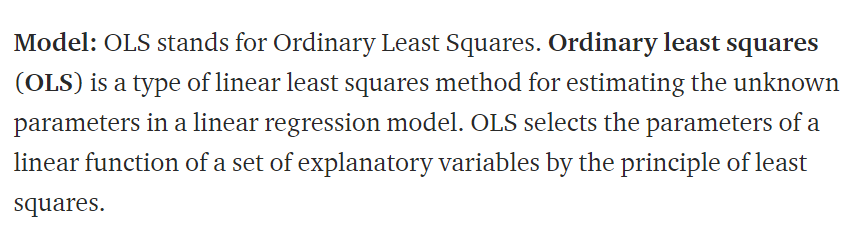 Model: OLS stands for Ordinary Least Squares. Ordinary least squares
(OLS) is a type of linear least squares method for estimating the unknown
parameters in a linear regression model. OLS selects the parameters of a
linear function of a set of explanatory variables by the principle of least
squares.